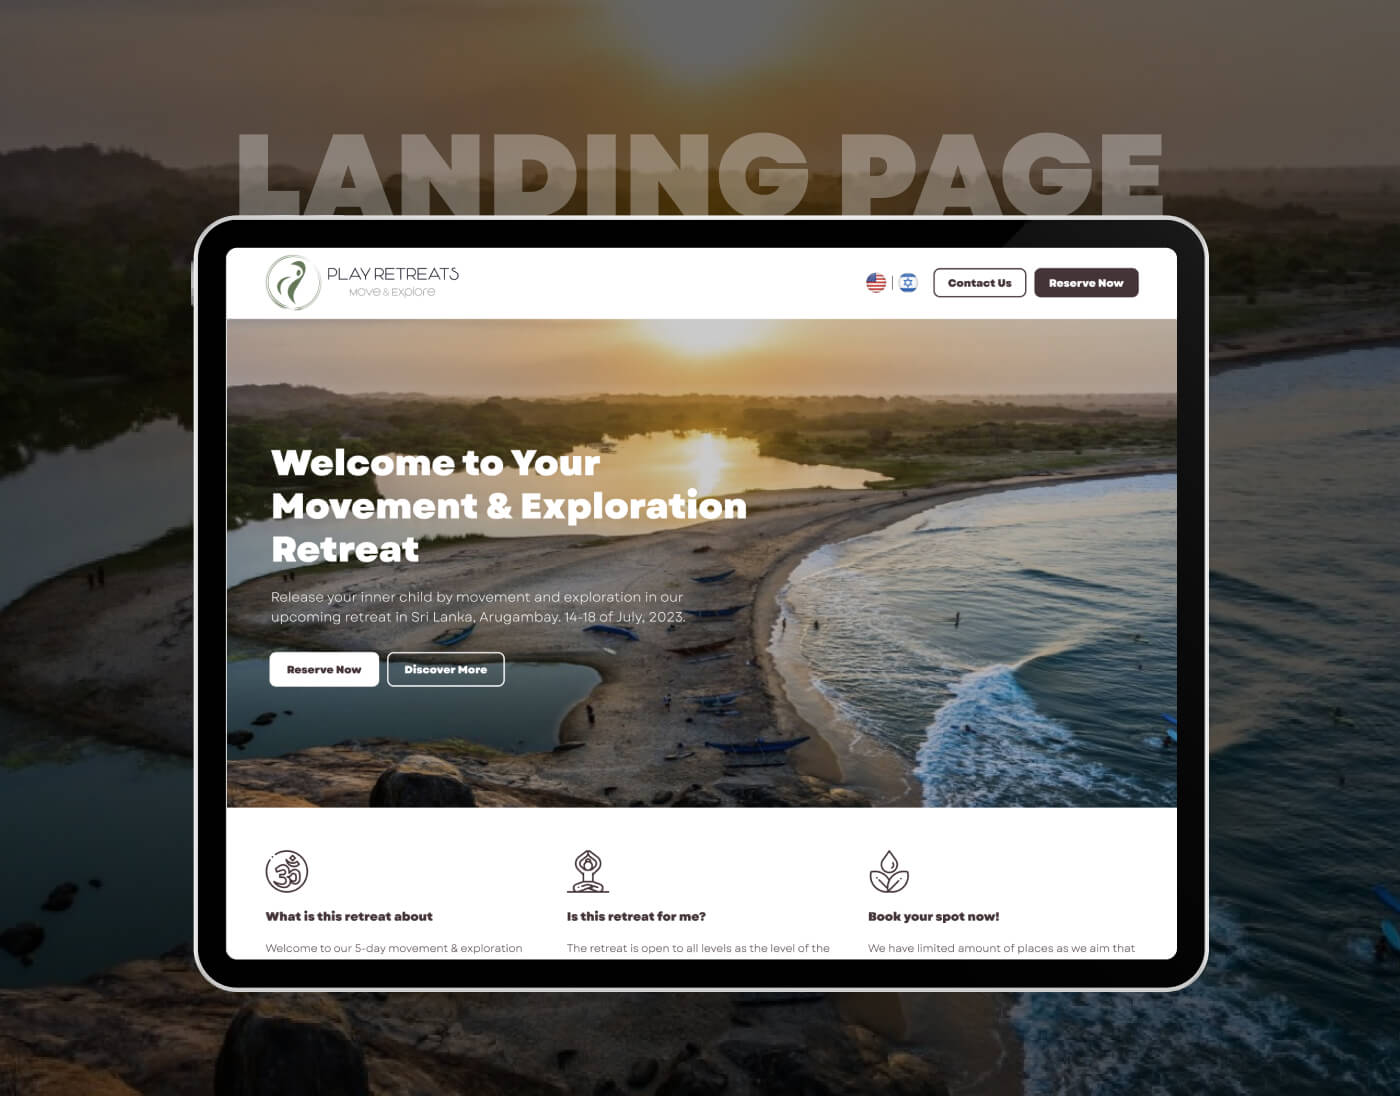 LANDING PAGE
PLAY RETREATS
Move & Explore
Contact Us
Reserve Now
Welcome to Your
Movement & Exploration
Retreat
Release your inner child by movement and exploration in our
upcoming retreat in Sri Lanka, Arugambay. 14-18 of July, 2023.
Reserve Now
Discover More
What is this retreat about
Welcome to our 5-day movement & exploration
Is this retreat for me?
The retreat is open to all levels as the level of the
Book your spot now!
We have limited amount of places as we aim that